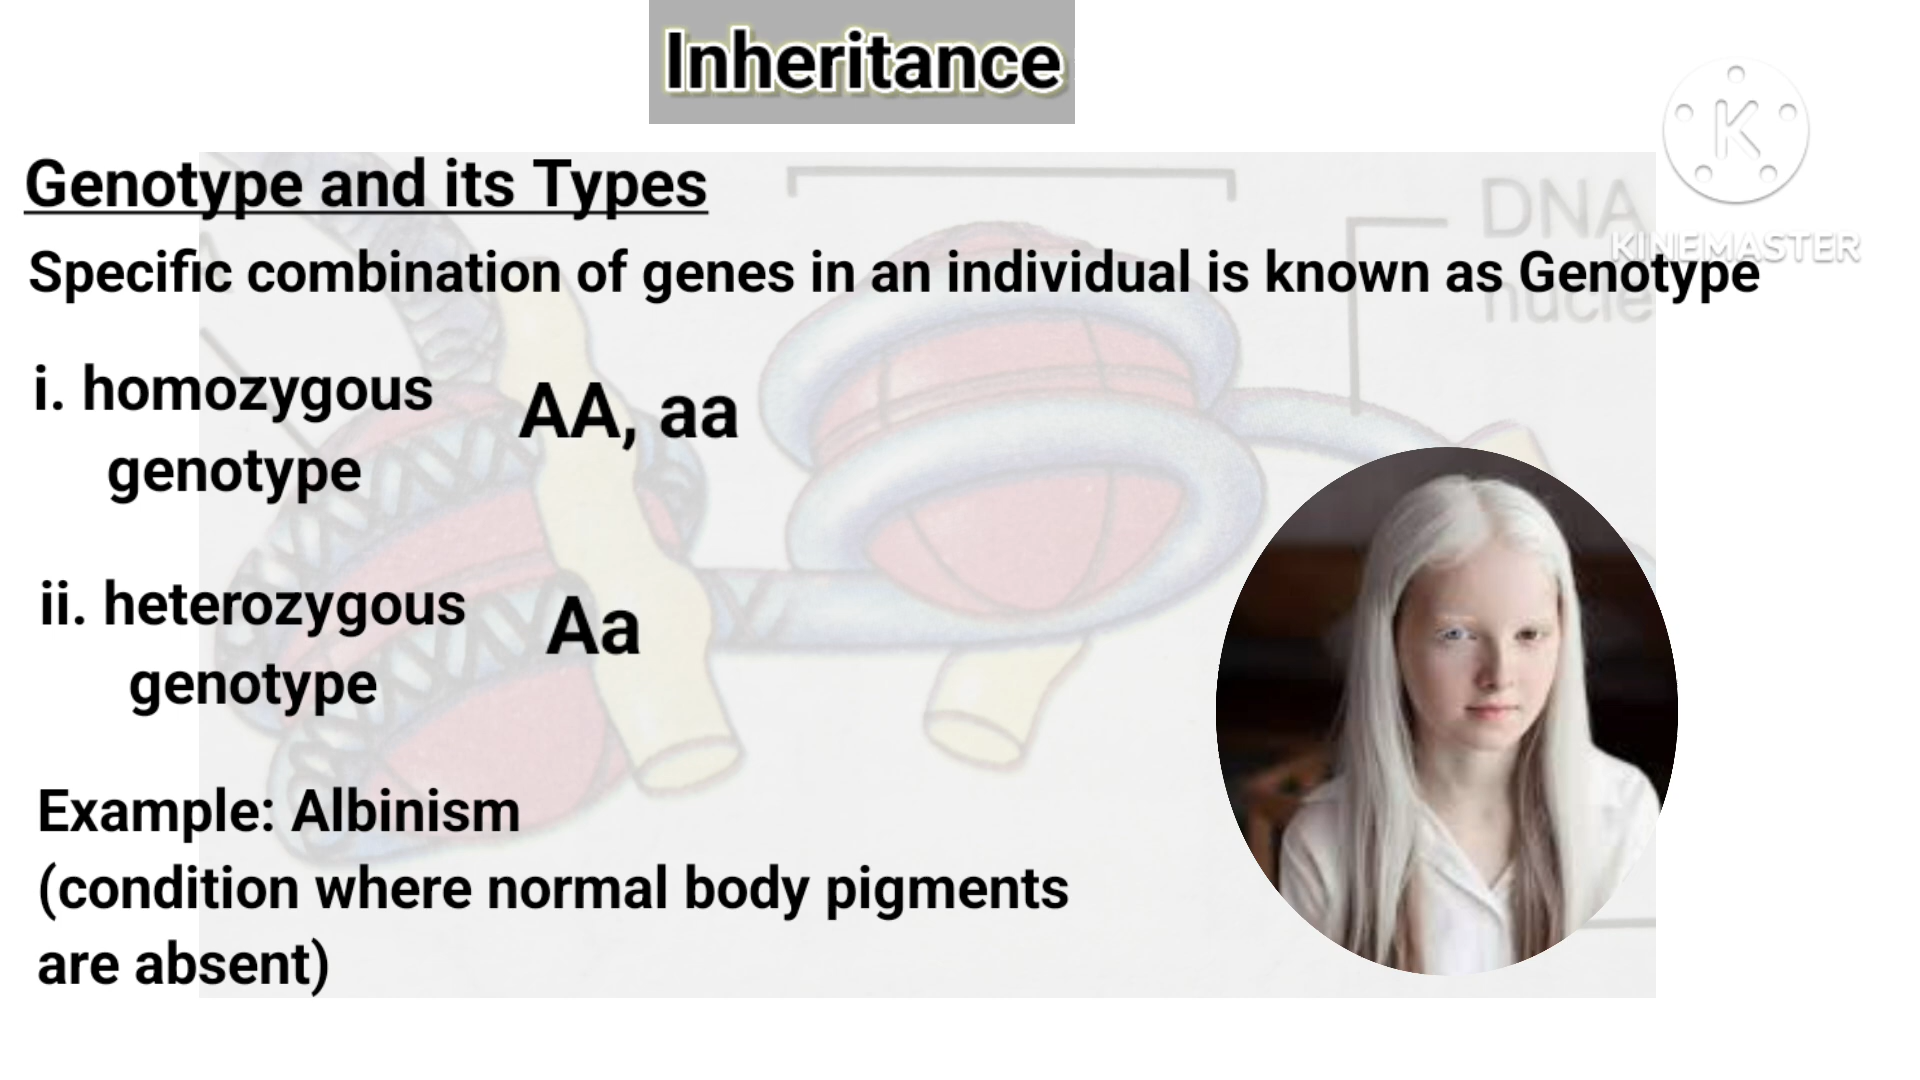 Inheritance
K
KINEMASTER
Genotype and its Types
DNA
Specific combination of genes in an individual is known as Genotype
nucle
i. homozygous
genotype
AA, aa
ii. heterozygous
genotype
Aa
Example: Albinism
(condition where normal body pigments
are absent)